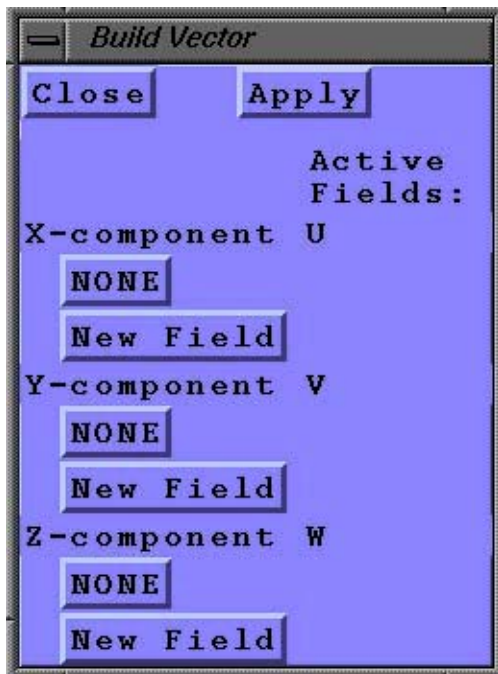 Build Vector
Close Apply
Active
Fields:
X-component U
NONE
New Field
Y-component V
NONE
New Field
Z-component W
NONE
New Field